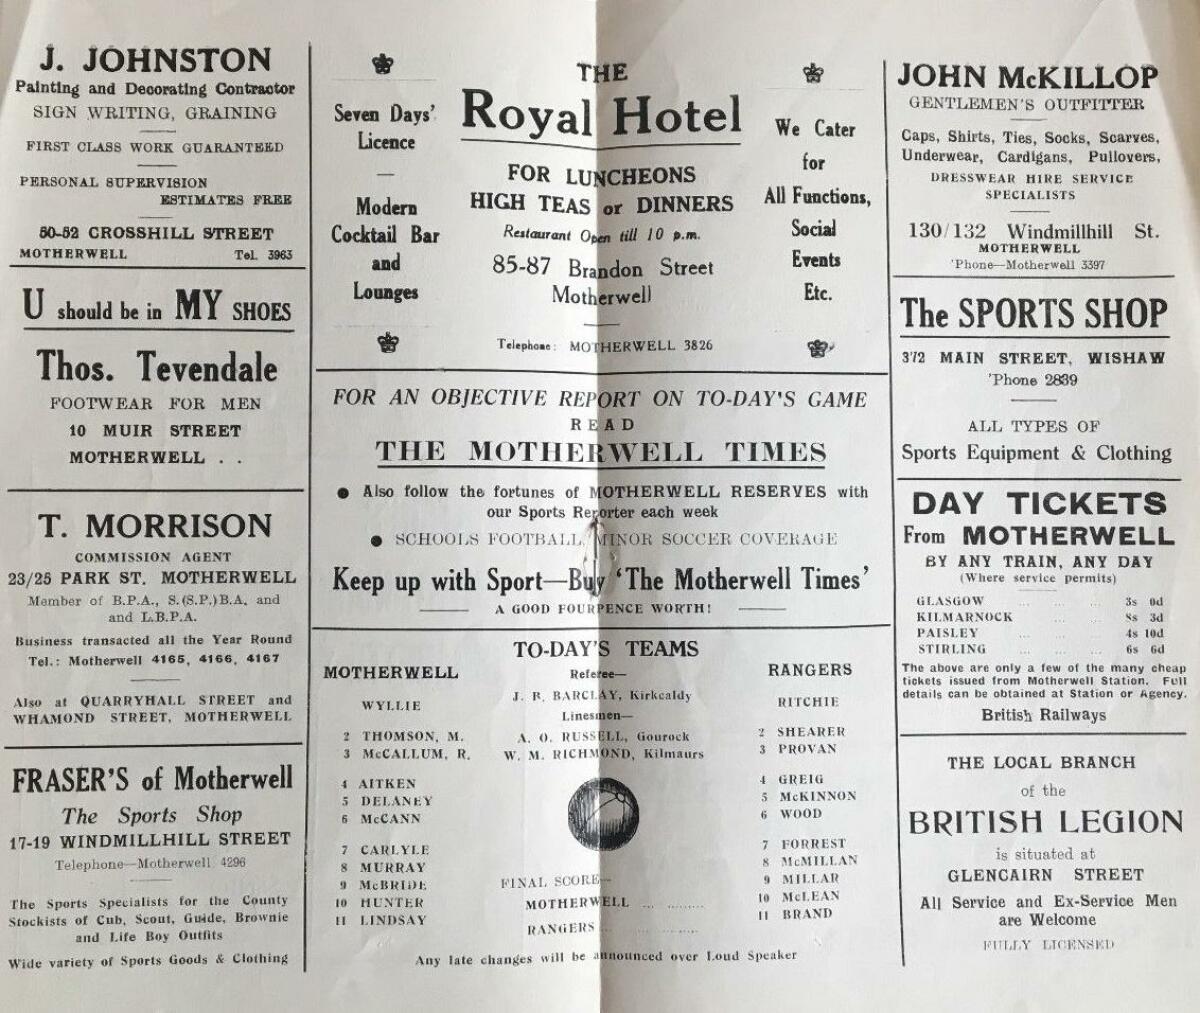 J. JOHNSTON
Painting and Decorating Contractor
SIGN WRITING, GRAINING
FIRST CLASS WORK GUARANTEED
PERSONAL SUPERVISION
ESTIMATES FREE
50-52 CROSSHILL STREET
MOTHERWELL Tel. 3963
U should be in MY SHOES
Thos. Tevendale
FOOTWEAR FOR MEN
10 MUIR STREET
MOTHERWELL . .
T. MORRISON
COMMISSION AGENT
23/25 PARK ST. MOTHERWELL
Member of B.P.A., S.(S.P.)B.A. and
and L.B.P.A.
Business transacted all the Year Round
Tel.: Motherwell 4165, 4166, 4167
Also at QUARRYHALL STREET and
WHAMOND STREET, MOTHERWELL
FRASER'S of Motherwell
The Sports Shop
17-19 WINDMILLHILL STREET
Telephone—Motherwell 4296
The Sports Specialists for the County
Stockists of Cub, Scout, Guide, Brownie
and Life Boy Outfits
Wide variety of Sports Goods & Clothing
Seven Days'
Licence
—
Modern
Cocktail Bar
and
Lounges
THE
Royal Hotel
FOR LUNCHEONS
HIGH TEAS or DINNERS
Restaurant Open till 10 p.m.
85-87 Brandon Street
Motherwell
Telephone: MOTHERWELL 3826
We Cater
for
All Functions,
Social
Events
Etc.
FOR AN OBJECTIVE REPORT ON TO-DAY'S GAME
READ
THE MOTHERWELL TIMES
● Also follow the fortunes of MOTHERWELL RESERVES with
our Sports Reporter each week
● SCHOOLS FOOTBALL, MINOR SOCCER COVERAGE
Keep up with Sport—Buy 'The Motherwell Times'
A GOOD FOURPENCE WORTH!
TO-DAY'S TEAMS
MOTHERWELL
WYLLIE
2 THOMSON, M.
3 McCALLUM, R.
4 AITKEN
5 DELANEY
6 McCANN
7 CARLYLE
8 MURRAY
9 McBRIDE
10 HUNTER
11 LINDSAY
Referee—
J. R. BARCLAY, Kirkcaldy
Linesmen—
A. O. RUSSELL, Gourock
W. M. RICHMOND, Kilmaurs
FINAL SCORE—
MOTHERWELL ... ...........
RANGERS ... ...........
RANGERS
RITCHIE
2 SHEARER
3 PROVAN
4 GREIG
5 McKINNON
6 WOOD
7 FORREST
8 McMILLAN
9 MILLAR
10 McLEAN
11 BRAND
Any late changes will be announced over Loud Speaker
JOHN McKILLOP
GENTLEMEN'S OUTFITTER
Caps, Shirts, Ties, Socks, Scarves,
Underwear, Cardigans, Pullovers,
DRESSWEAR HIRE SERVICE
SPECIALISTS
130/132 Windmillhill St.
MOTHERWELL
'Phone—Motherwell 3397
The SPORTS SHOP
372 MAIN STREET, WISHAW
'Phone 2839
ALL TYPES OF
Sports Equipment & Clothing
DAY TICKETS
From MOTHERWELL
BY ANY TRAIN, ANY DAY
(Where service permits)
GLASGOW ... ... 3s 0d
KILMARNOCK ... ... 8s 3d
PAISLEY ... ... 4s 10d
STIRLING ... ... 6s 6d
The above are only a few of the many cheap
tickets issued from Motherwell Station. Full
details can be obtained at Station or Agency.
British Railways
THE LOCAL BRANCH
of the
BRITISH LEGION
is situated at
GLENCAIRN STREET
All Service and Ex-Service Men
are Welcome
FULLY LICENSED